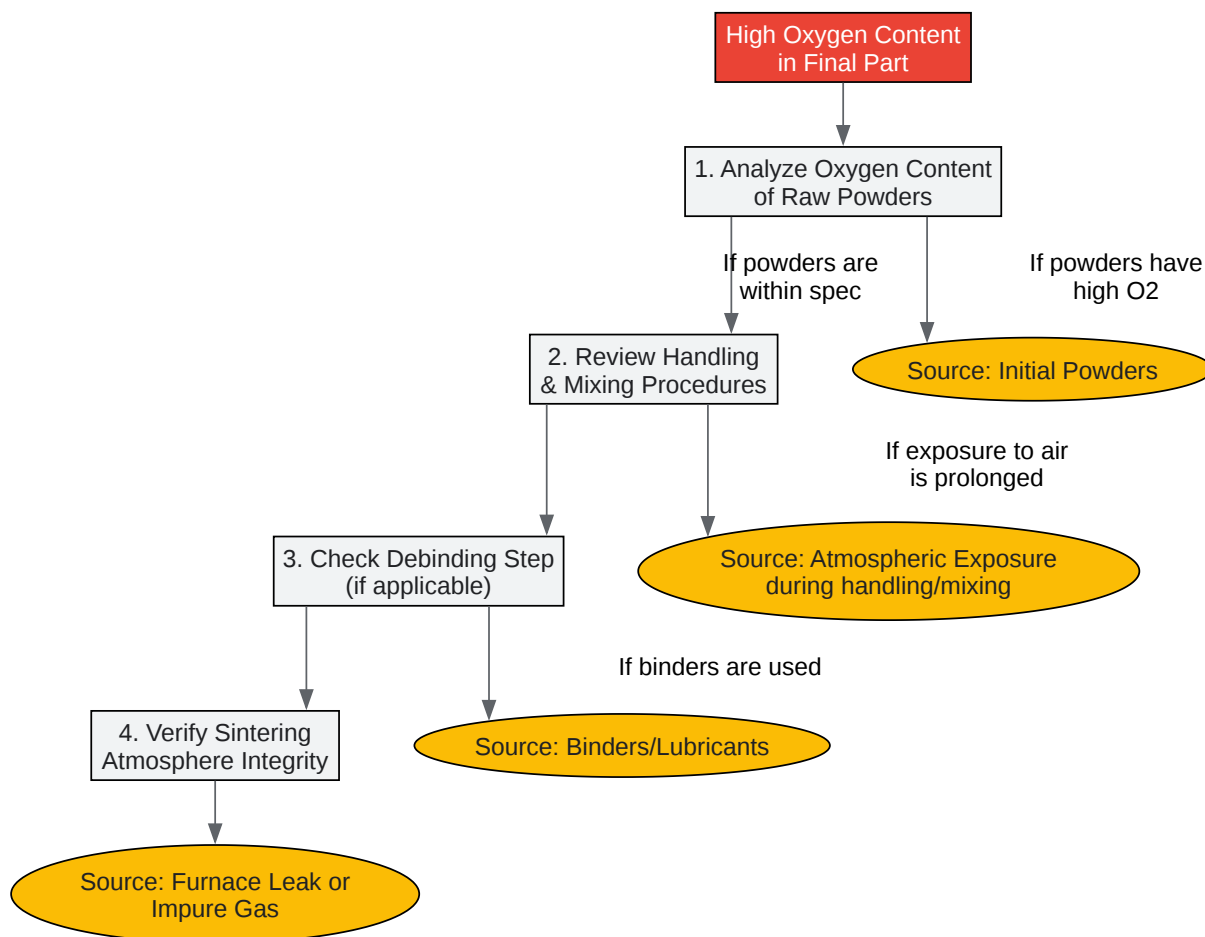 High Oxygen Content
in Final Part
1. Analyze Oxygen Content
of Raw Powders
If powders are
within spec
If powders have
high O2
2. Review Handling
& Mixing Procedures
Source: Initial Powders
If exposure to air
is prolonged
3. Check Debinding Step
(if applicable)
Source: Atmospheric Exposure
during handling/mixing
If binders are used
4. Verify Sintering
Atmosphere Integrity
Source: Binders/Lubricants
Source: Furnace Leak or
Impure Gas